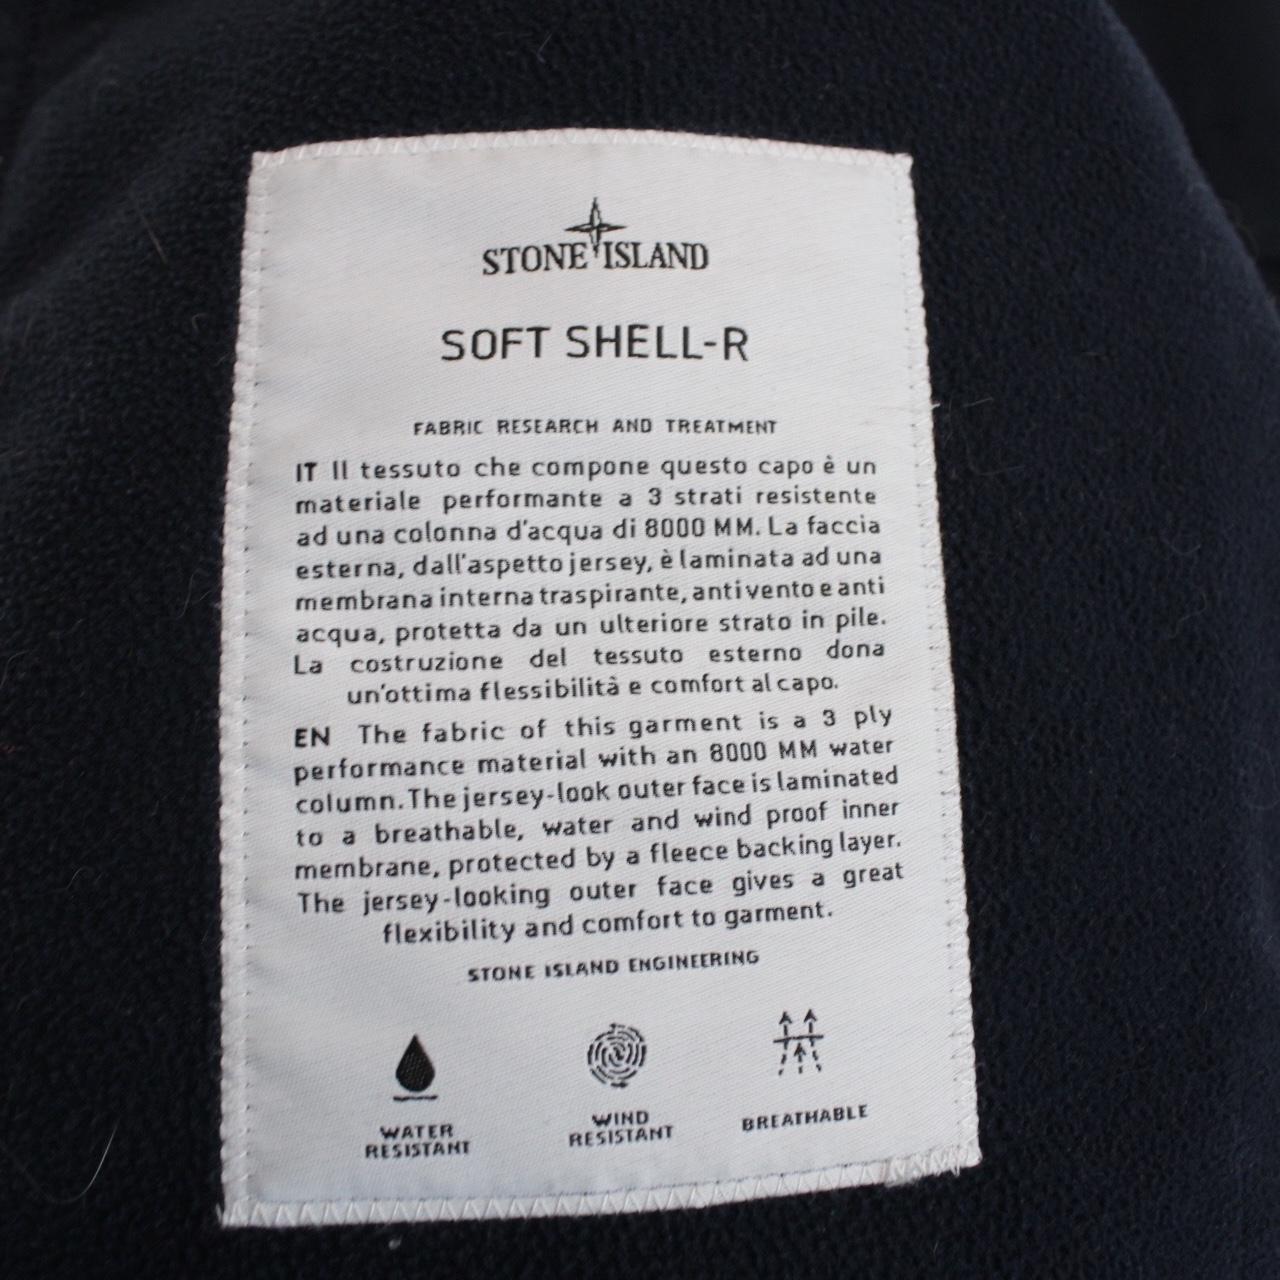 STONE ISLAND
SOFT SHELL-R
FABRIC RESEARCH AND TREATMENT
IT Il tessuto che compone questo capo è un
materiale performante a 3 strati resistente
ad una colonna d'acqua di 8000 MM. La faccia
esterna, dall'aspetto jersey, è laminata ad una
membrana interna traspirante, antivento e anti
acqua, protetta da un ulteriore strato in pile.
La costruzione del tessuto esterno dona
un'ottima flessibilità e comfort al capo.
EN The fabric of this garment is a 3 ply
performance material with an 8000 MM water
column. The jersey-look outer face is laminated
to a breathable, water and wind proof inner
membrane, protected by a fleece backing layer.
The jersey-looking outer face gives a great
flexibility and comfort to garment.
STONE ISLAND ENGINEERING
WATER
RESISTANT
WIND
RESISTANT
BREATHABLE